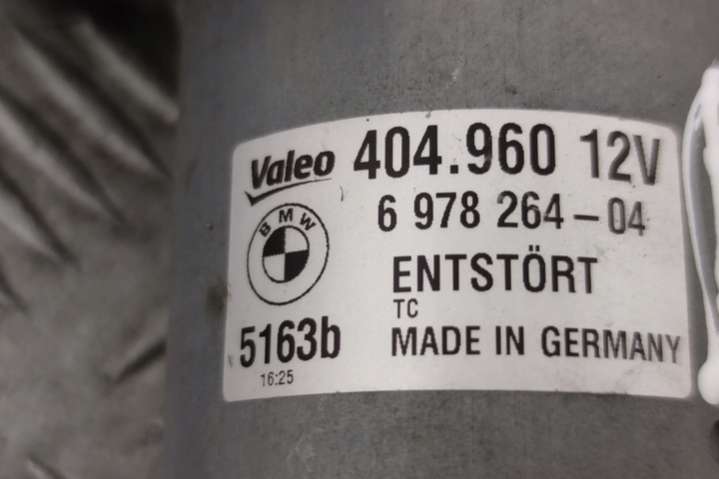 Valeo 404.960 12V
6 978 264-04
BMW
ENTSTÖRT
TC
5163b MADE IN GERMANY
16:25